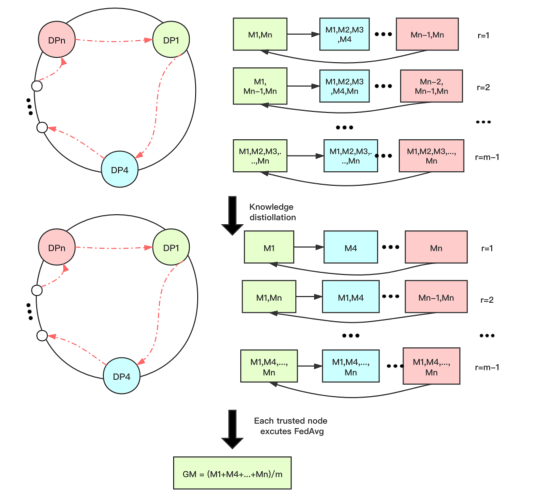 DPn
DP1
DP4
M1,Mn
M1,M2,M3
,M4
•••
Mn-1,Mn
r=1
M1,
Mn-1,Mn
M1,M2,M3
,M4,Mn
•••
Mn-2,
Mn-1,Mn
r=2
•••
•••
M1,M2,M3,.
..,Mn
M1,M2,M3,.
..,Mn
•••
M1,M2,M3,...,
Mn
r=m-1
Knowledge
distiollation
DPn
DP1
DP4
M1
M4
•••
Mn
r=1
M1,Mn
M1,M4
•••
Mn-1,Mn
r=2
•••
•••
M1,M4,...,
Mn
M1,M4,...,
Mn
•••
M1,M4,...,
Mn
r=m-1
Each trusted node
excutes FedAvg
GM = (M1+M4+...+Mn)/m